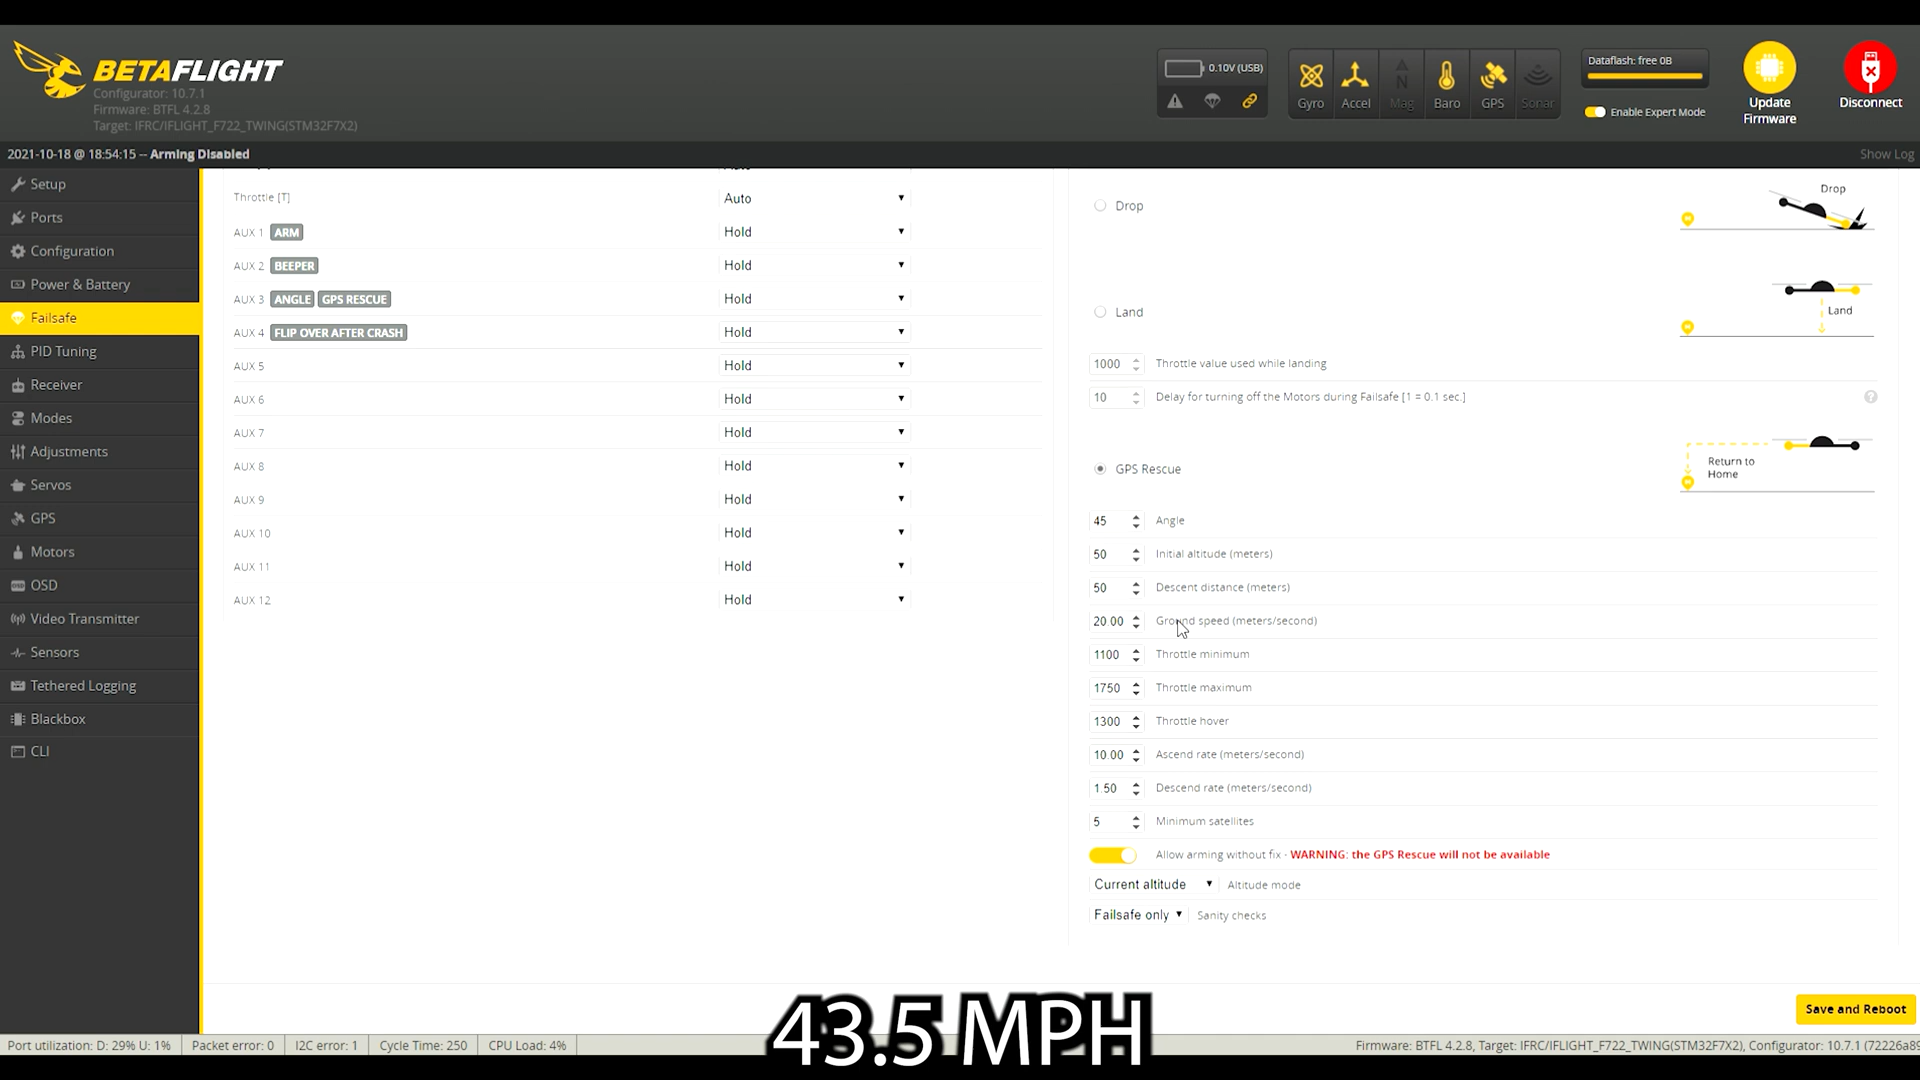 BETAFLIGHT
Configurator: 10.7.1
Firmware: BTFL 4.2.8
Target: IFRC/IFLIGHT_F722_TWING(STM32F7X2)
0.10V (USB)
Gyro
Accel
Mag
Baro
GPS
Sonar
Dataflash: free 0B
Enable Expert Mode
Update
Firmware
Disconnect
2021-10-18 @ 18:54:15 -- Arming Disabled
Show Log
Setup
Ports
Configuration
Power & Battery
Failsafe
PID Tuning
Receiver
Modes
Adjustments
Servos
GPS
Motors
OSD
Video Transmitter
Sensors
Tethered Logging
Blackbox
CLI
Throttle [T] Auto
AUX 1 ARM Hold
AUX 2 BEEPER Hold
AUX 3 ANGLE GPS RESCUE Hold
AUX 4 FLIP OVER AFTER CRASH Hold
AUX 5 Hold
AUX 6 Hold
AUX 7 Hold
AUX 8 Hold
AUX 9 Hold
AUX 10 Hold
AUX 11 Hold
AUX 12 Hold
Drop
Drop
Land
Land
1000 Throttle value used while landing
10 Delay for turning off the Motors during Failsafe [1 = 0.1 sec.]
?
GPS Rescue
Return to
Home
45 Angle
50 Initial altitude (meters)
50 Descent distance (meters)
20.00 Ground speed (meters/second)
1100 Throttle minimum
1750 Throttle maximum
1300 Throttle hover
10.00 Ascend rate (meters/second)
1.50 Descend rate (meters/second)
5 Minimum satellites
Allow arming without fix - WARNING: the GPS Rescue will not be available
Current altitude Altitude mode
Failsafe only Sanity checks
Save and Reboot
43.5 MPH
Port utilization: D: 29% U: 1% Packet error: 0 I2C error: 1 Cycle Time: 250 CPU Load: 4%
Firmware: BTFL 4.2.8, Target: IFRC/IFLIGHT_F722_TWING(STM32F7X2), Configurator: 10.7.1 (72226a89